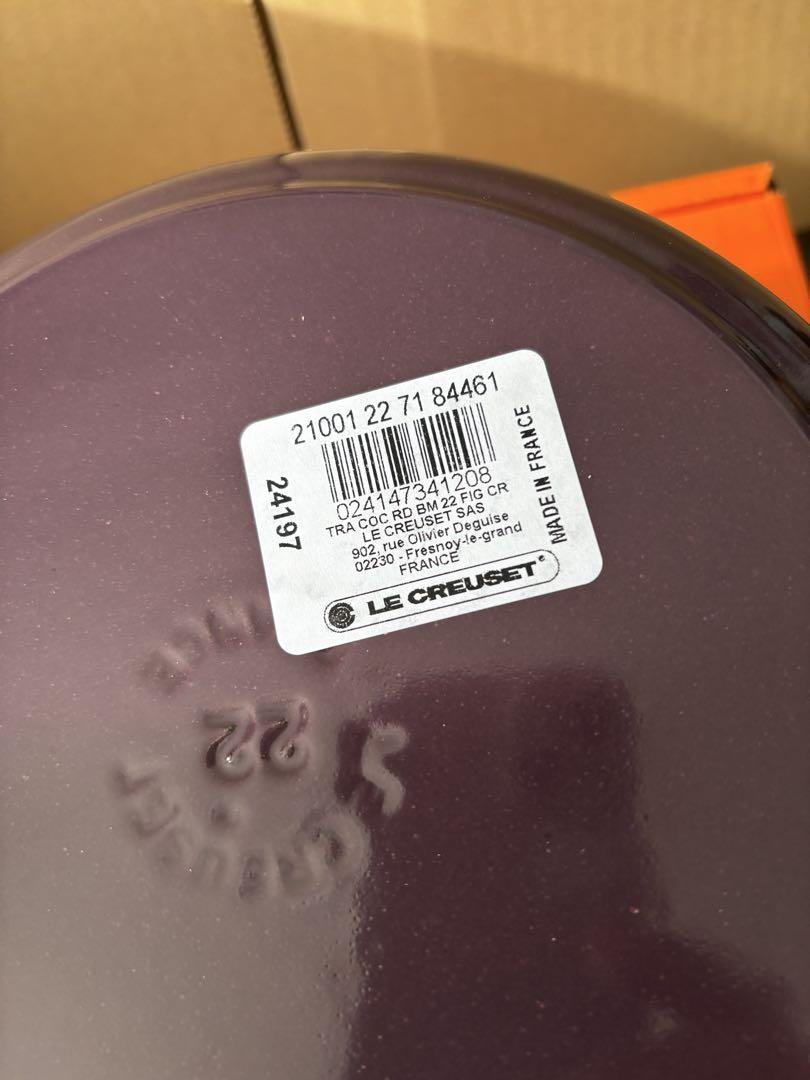 21001 22 71 84461
024147341208
TRA COC RD BM 22 FIG CR
LE CREUSET SAS
902, rue Olivier Deguise
02230 - Fresnoy-le-grand
FRANCE
LE CREUSET
24197
MADE IN FRANCE
22
CREUSET